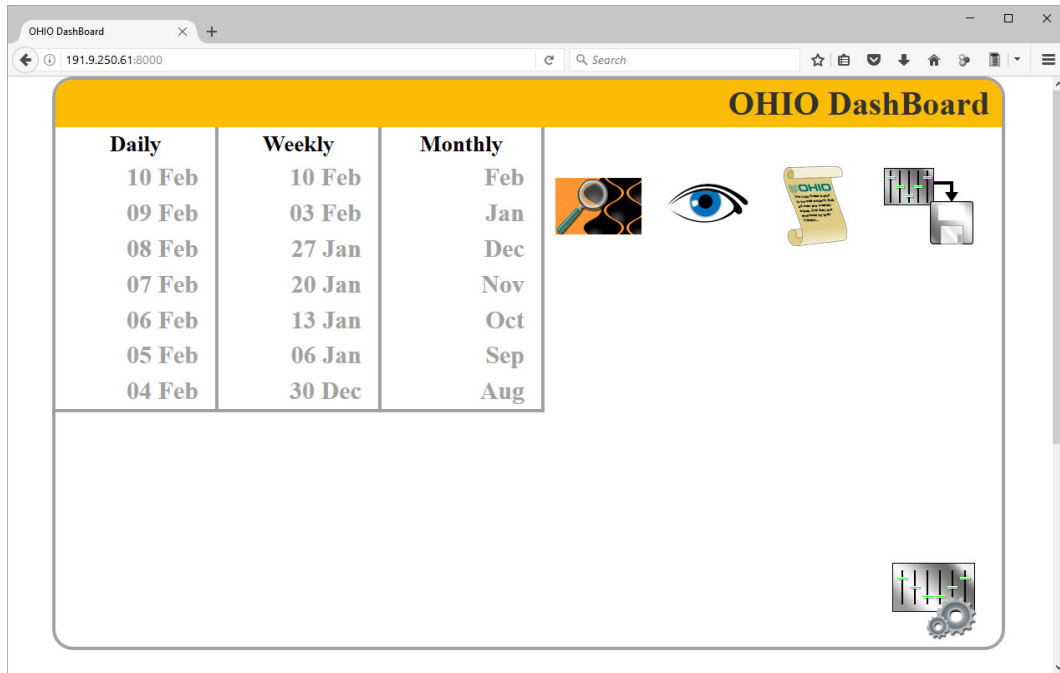 OHIO DashBoard
191.9.250.61:8000
Search
OHIO DashBoard
Daily Weekly Monthly
10 Feb 10 Feb Feb
09 Feb 03 Feb Jan
08 Feb 27 Jan Dec
07 Feb 20 Jan Nov
06 Feb 13 Jan Oct
05 Feb 06 Jan Sep
04 Feb 30 Dec Aug
OHIO